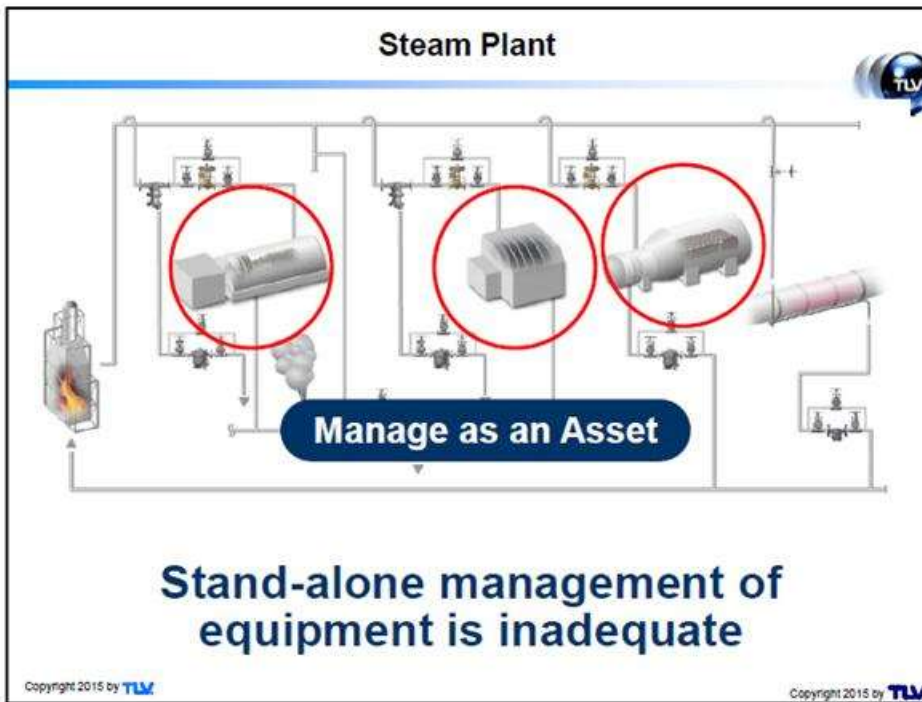 Steam Plant
TLV
Manage as an Asset
Stand-alone management of
equipment is inadequate
Copyright 2015 by TLV.
Copyright 2015 by TLV